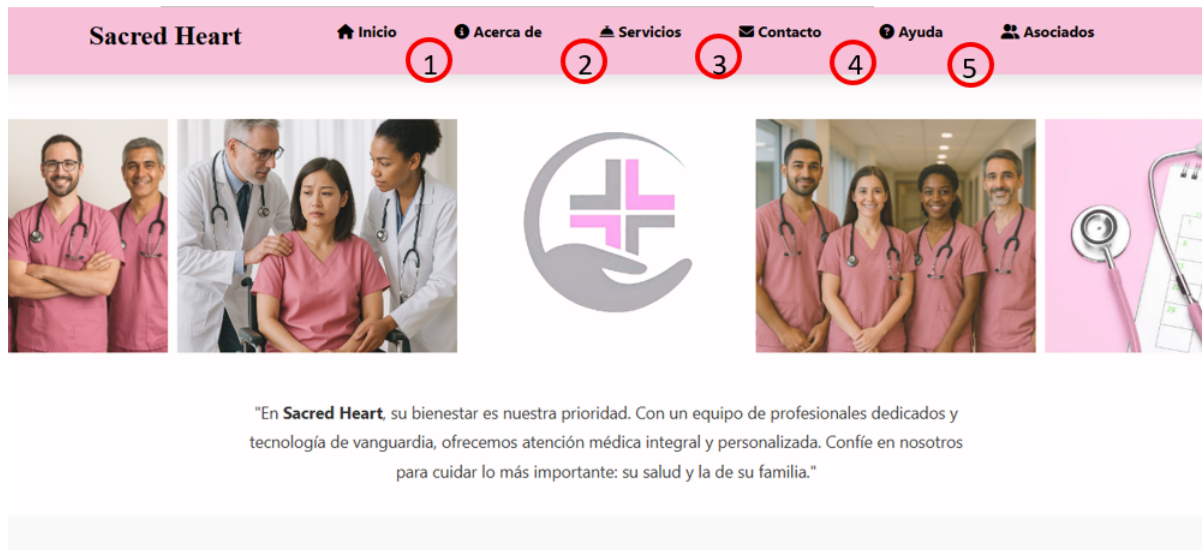 Sacred Heart Inicio Acerca de Servicios Contacto Ayuda Asociados
1 2 3 4 5
"En Sacred Heart, su bienestar es nuestra prioridad. Con un equipo de profesionales dedicados y
tecnología de vanguardia, ofrecemos atención médica integral y personalizada. Confíe en nosotros
para cuidar lo más importante: su salud y la de su familia."